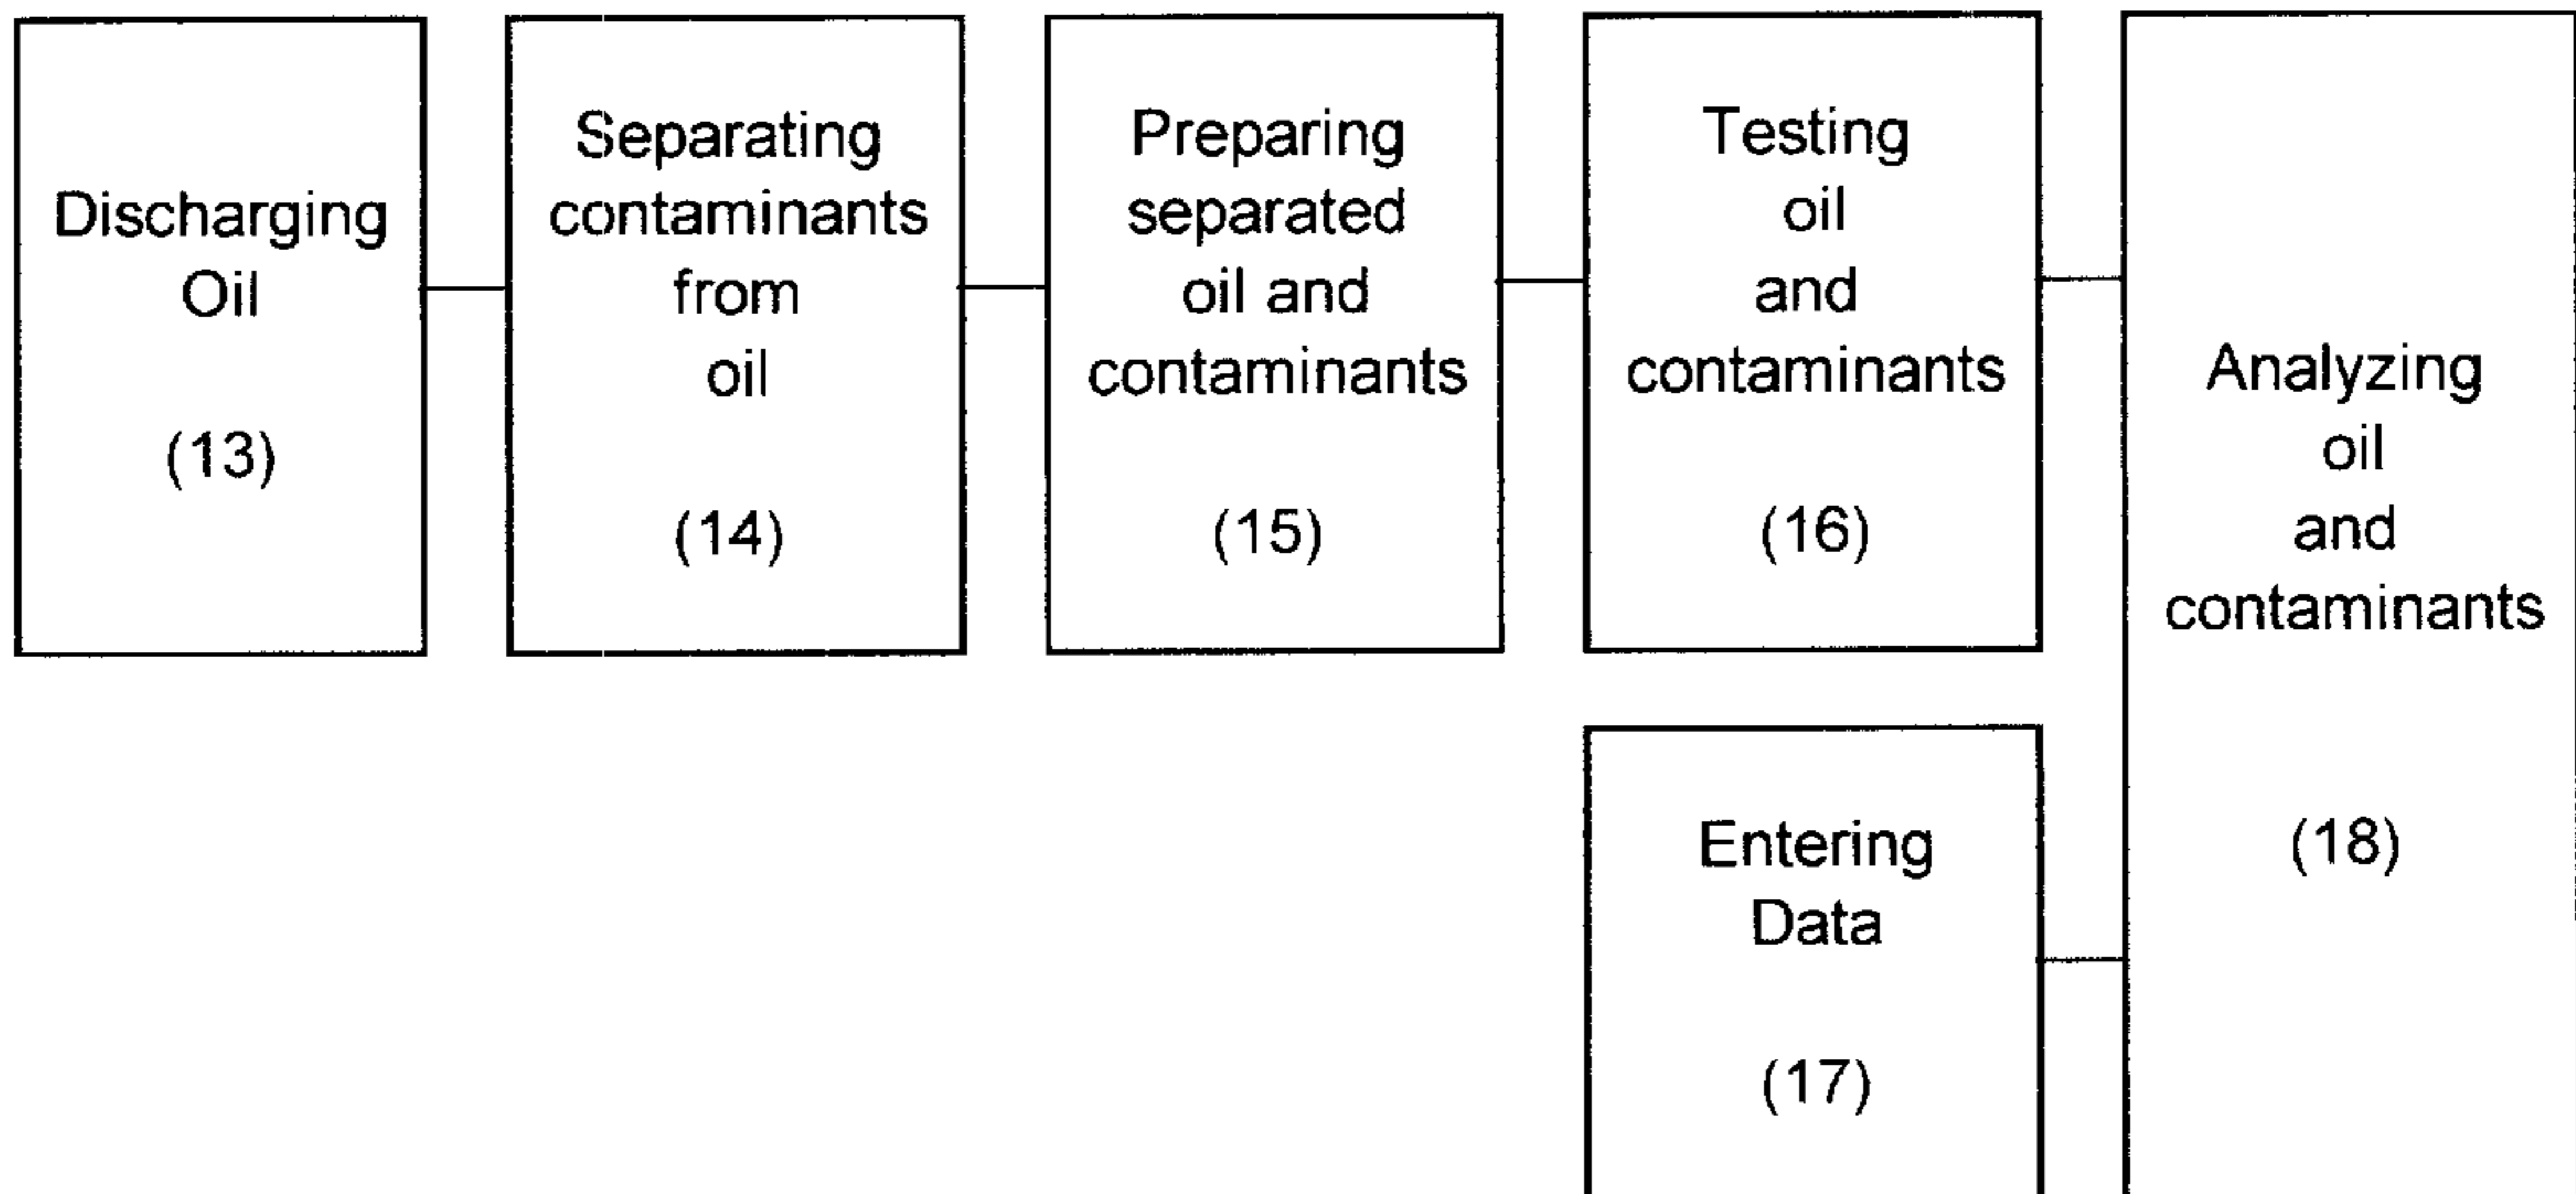 Discharging
Oil
(13)
Separating
contaminants
from
oil
(14)
Preparing
separated
oil and
contaminants
(15)
Testing
oil
and
contaminants
(16)
Entering
Data
(17)
Analyzing
oil
and
contaminants
(18)